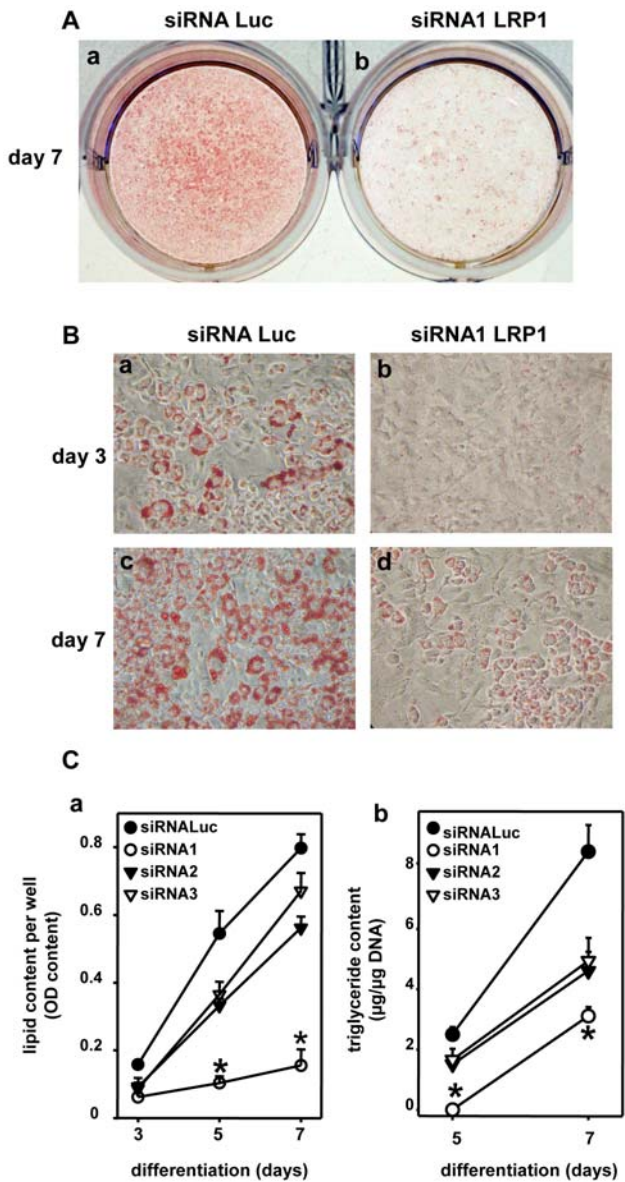 siRNA Luc siRNA1 LRP1
A
a b
day 7
siRNA Luc siRNA1 LRP1
B
a b
day 3
c d
day 7
C
a
siRNALuc
siRNA1
siRNA2
siRNA3
lipid content per well
(OD content)
0.8
0.6
0.4
0.2
0
*
*
3 5 7
differentiation (days)
b
siRNALuc
siRNA1
siRNA2
siRNA3
triglyceride content
(µg/µg DNA)
8
6
4
2
0
*
*
5 7
differentiation (days)